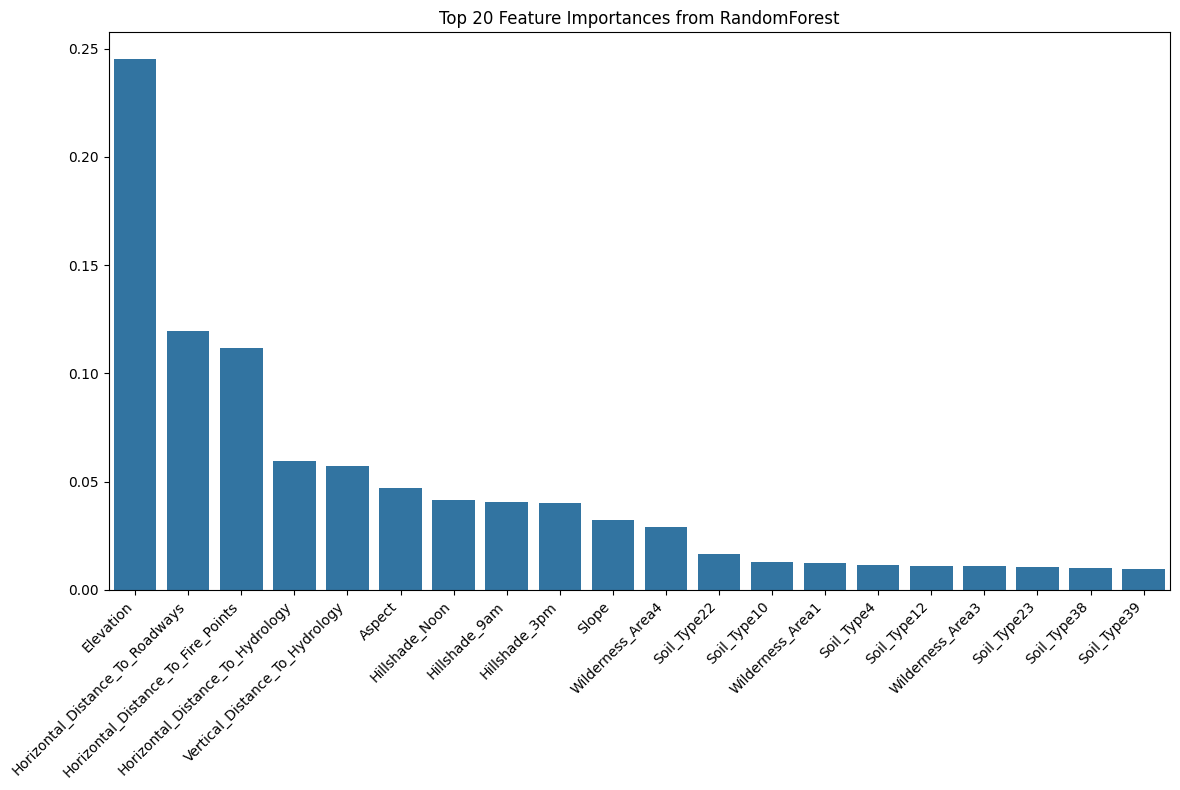 Top 20 Feature Importances from RandomForest
0.25
0.20
0.15
0.10
0.05
0.00
Elevation
Horizontal_Distance_To_Roadways
Horizontal_Distance_To_Fire_Points
Horizontal_Distance_To_Hydrology
Vertical_Distance_To_Hydrology
Aspect
Hillshade_Noon
Hillshade_9am
Hillshade_3pm
Slope
Wilderness_Area4
Soil_Type22
Soil_Type10
Wilderness_Area1
Soil_Type4
Soil_Type12
Wilderness_Area3
Soil_Type23
Soil_Type38
Soil_Type39